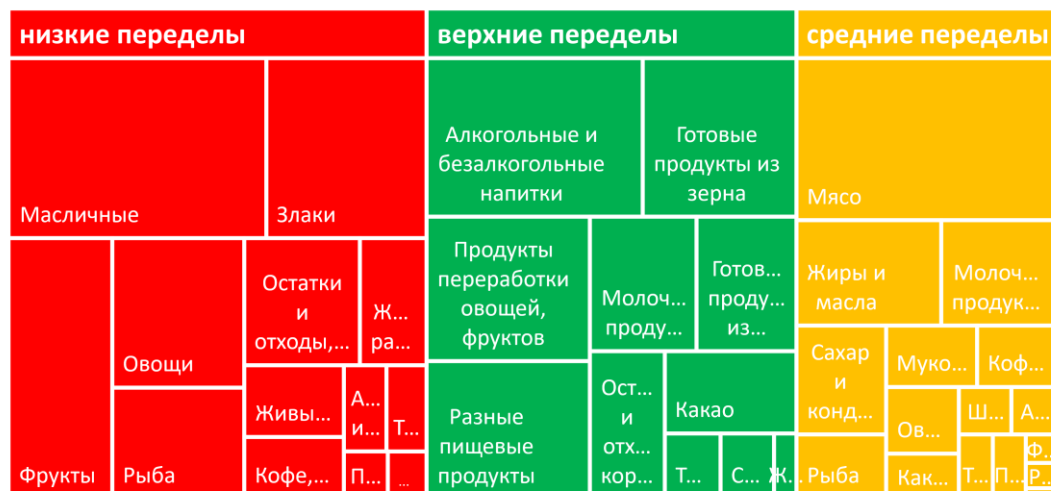 низкие переделы
Масличные
Злаки
Фрукты
Овощи
Рыба
Остатки
и
отходы,...
Ж...
ра...
Живы...
А...
и...
Т...
Кофе,...
П...
...
верхние переделы
Алкогольные и
безалкогольные
напитки
Готовые
продукты из
зерна
Продукты
переработки
овощей,
фруктов
Молоч...
проду...
Готов...
проду...
из...
Разные
пищевые
продукты
Ост...
и
отх...
кор...
Какао
Т...
С...
Ж...
средние переделы
Мясо
Жиры и
масла
Молоч...
продук...
Сахар
и
конд...
Муко...
Коф...
Ов...
Ш...
А...
Рыба
Как...
Т...
П...
Ф...
Р...